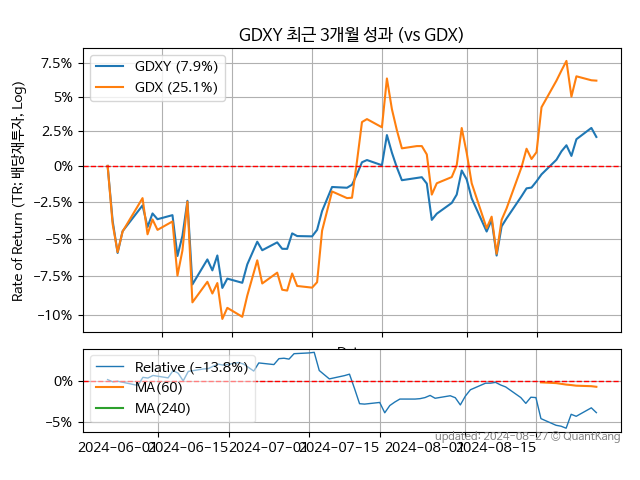 GDXY 최근 3개월 성과 (vs GDX)
Rate of Return (TR: 배당재투자, Log)
7.5%
5%
2.5%
0%
−2.5%
−5%
−7.5%
−10%
GDXY (7.9%)
GDX (25.1%)
0%
−5%
Relative (−13.8%)
MA(60)
MA(240)
2024−06−01
2024−06−15
2024−07−01
2024−07−15
2024−08−01
2024−08−15
updated: 2024−08−27 © QuantKang